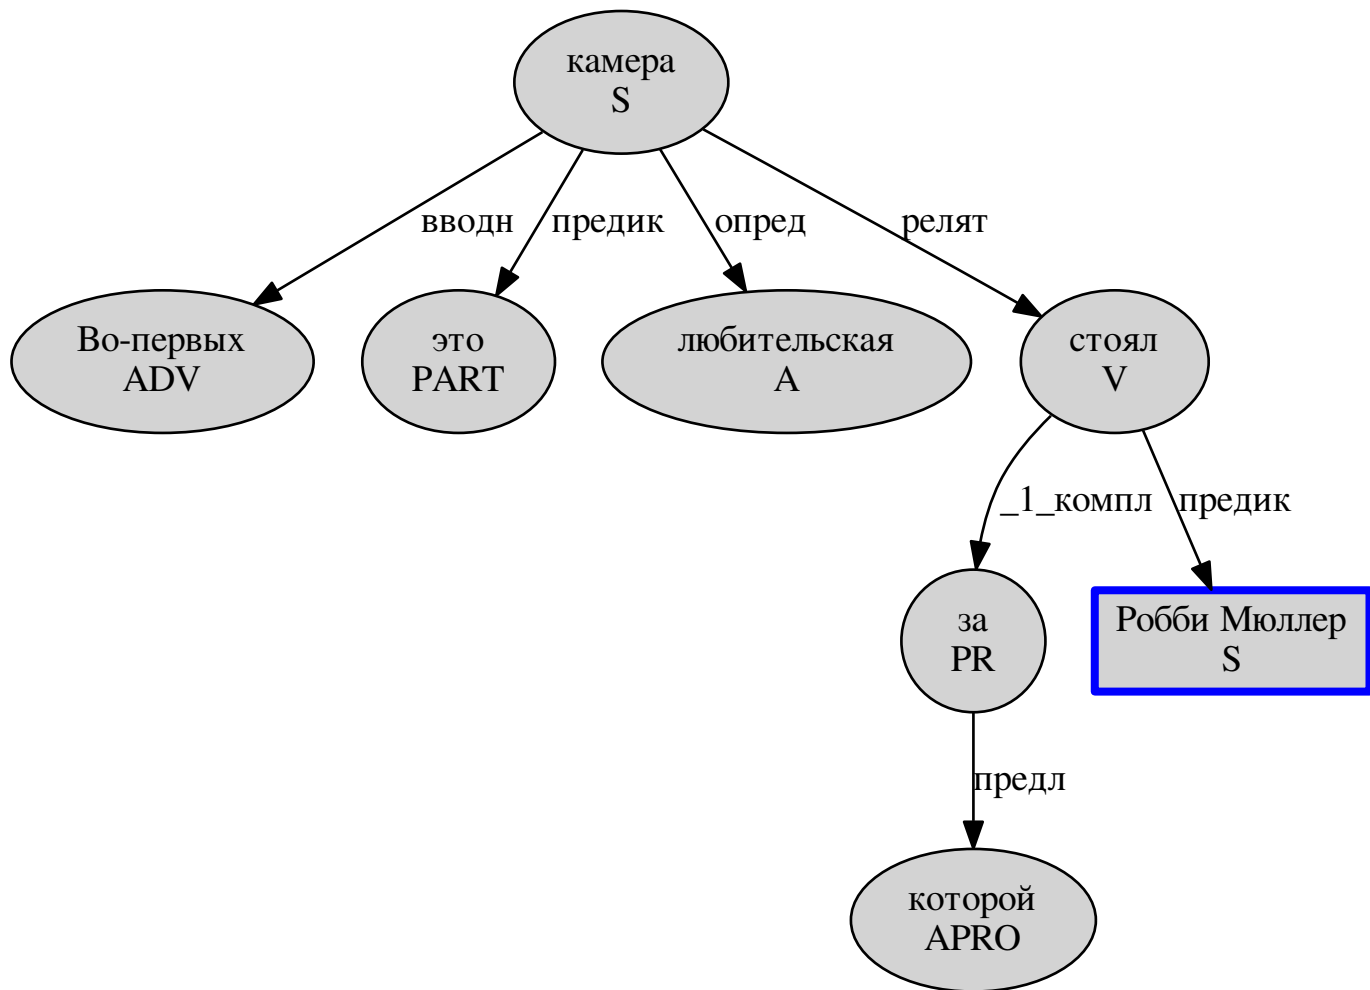 камера
S
вводн
предик
опред
релят
Во-первых
ADV
это
PART
любительская
A
стоял
V
_1_компл
предик
за
PR
Робби Мюллер
S
предл
которой
APRO